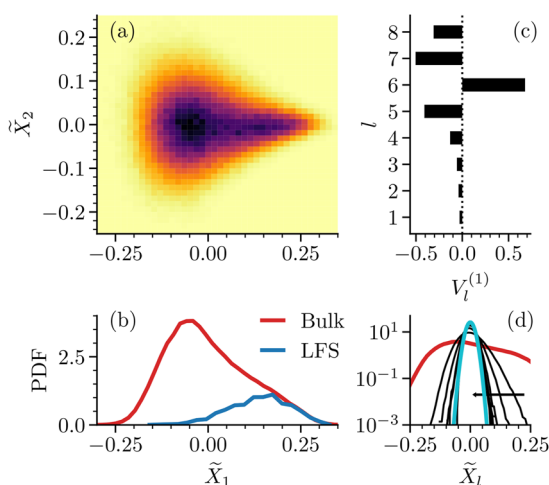 0.2
0.1
0.0
−0.1
−0.2
X̃₂
(a)
−0.25 0.00 0.25
8
7
6
5
4
3
2
1
l
(c)
−0.5 0.0 0.5
V_l^(1)
(b)
Bulk
LFS
PDF
2.5
0.0
−0.25 0.00 0.25
X̃₁
(d)
10¹
10⁻¹
10⁻³
−0.25 0.00 0.25
X̃_l